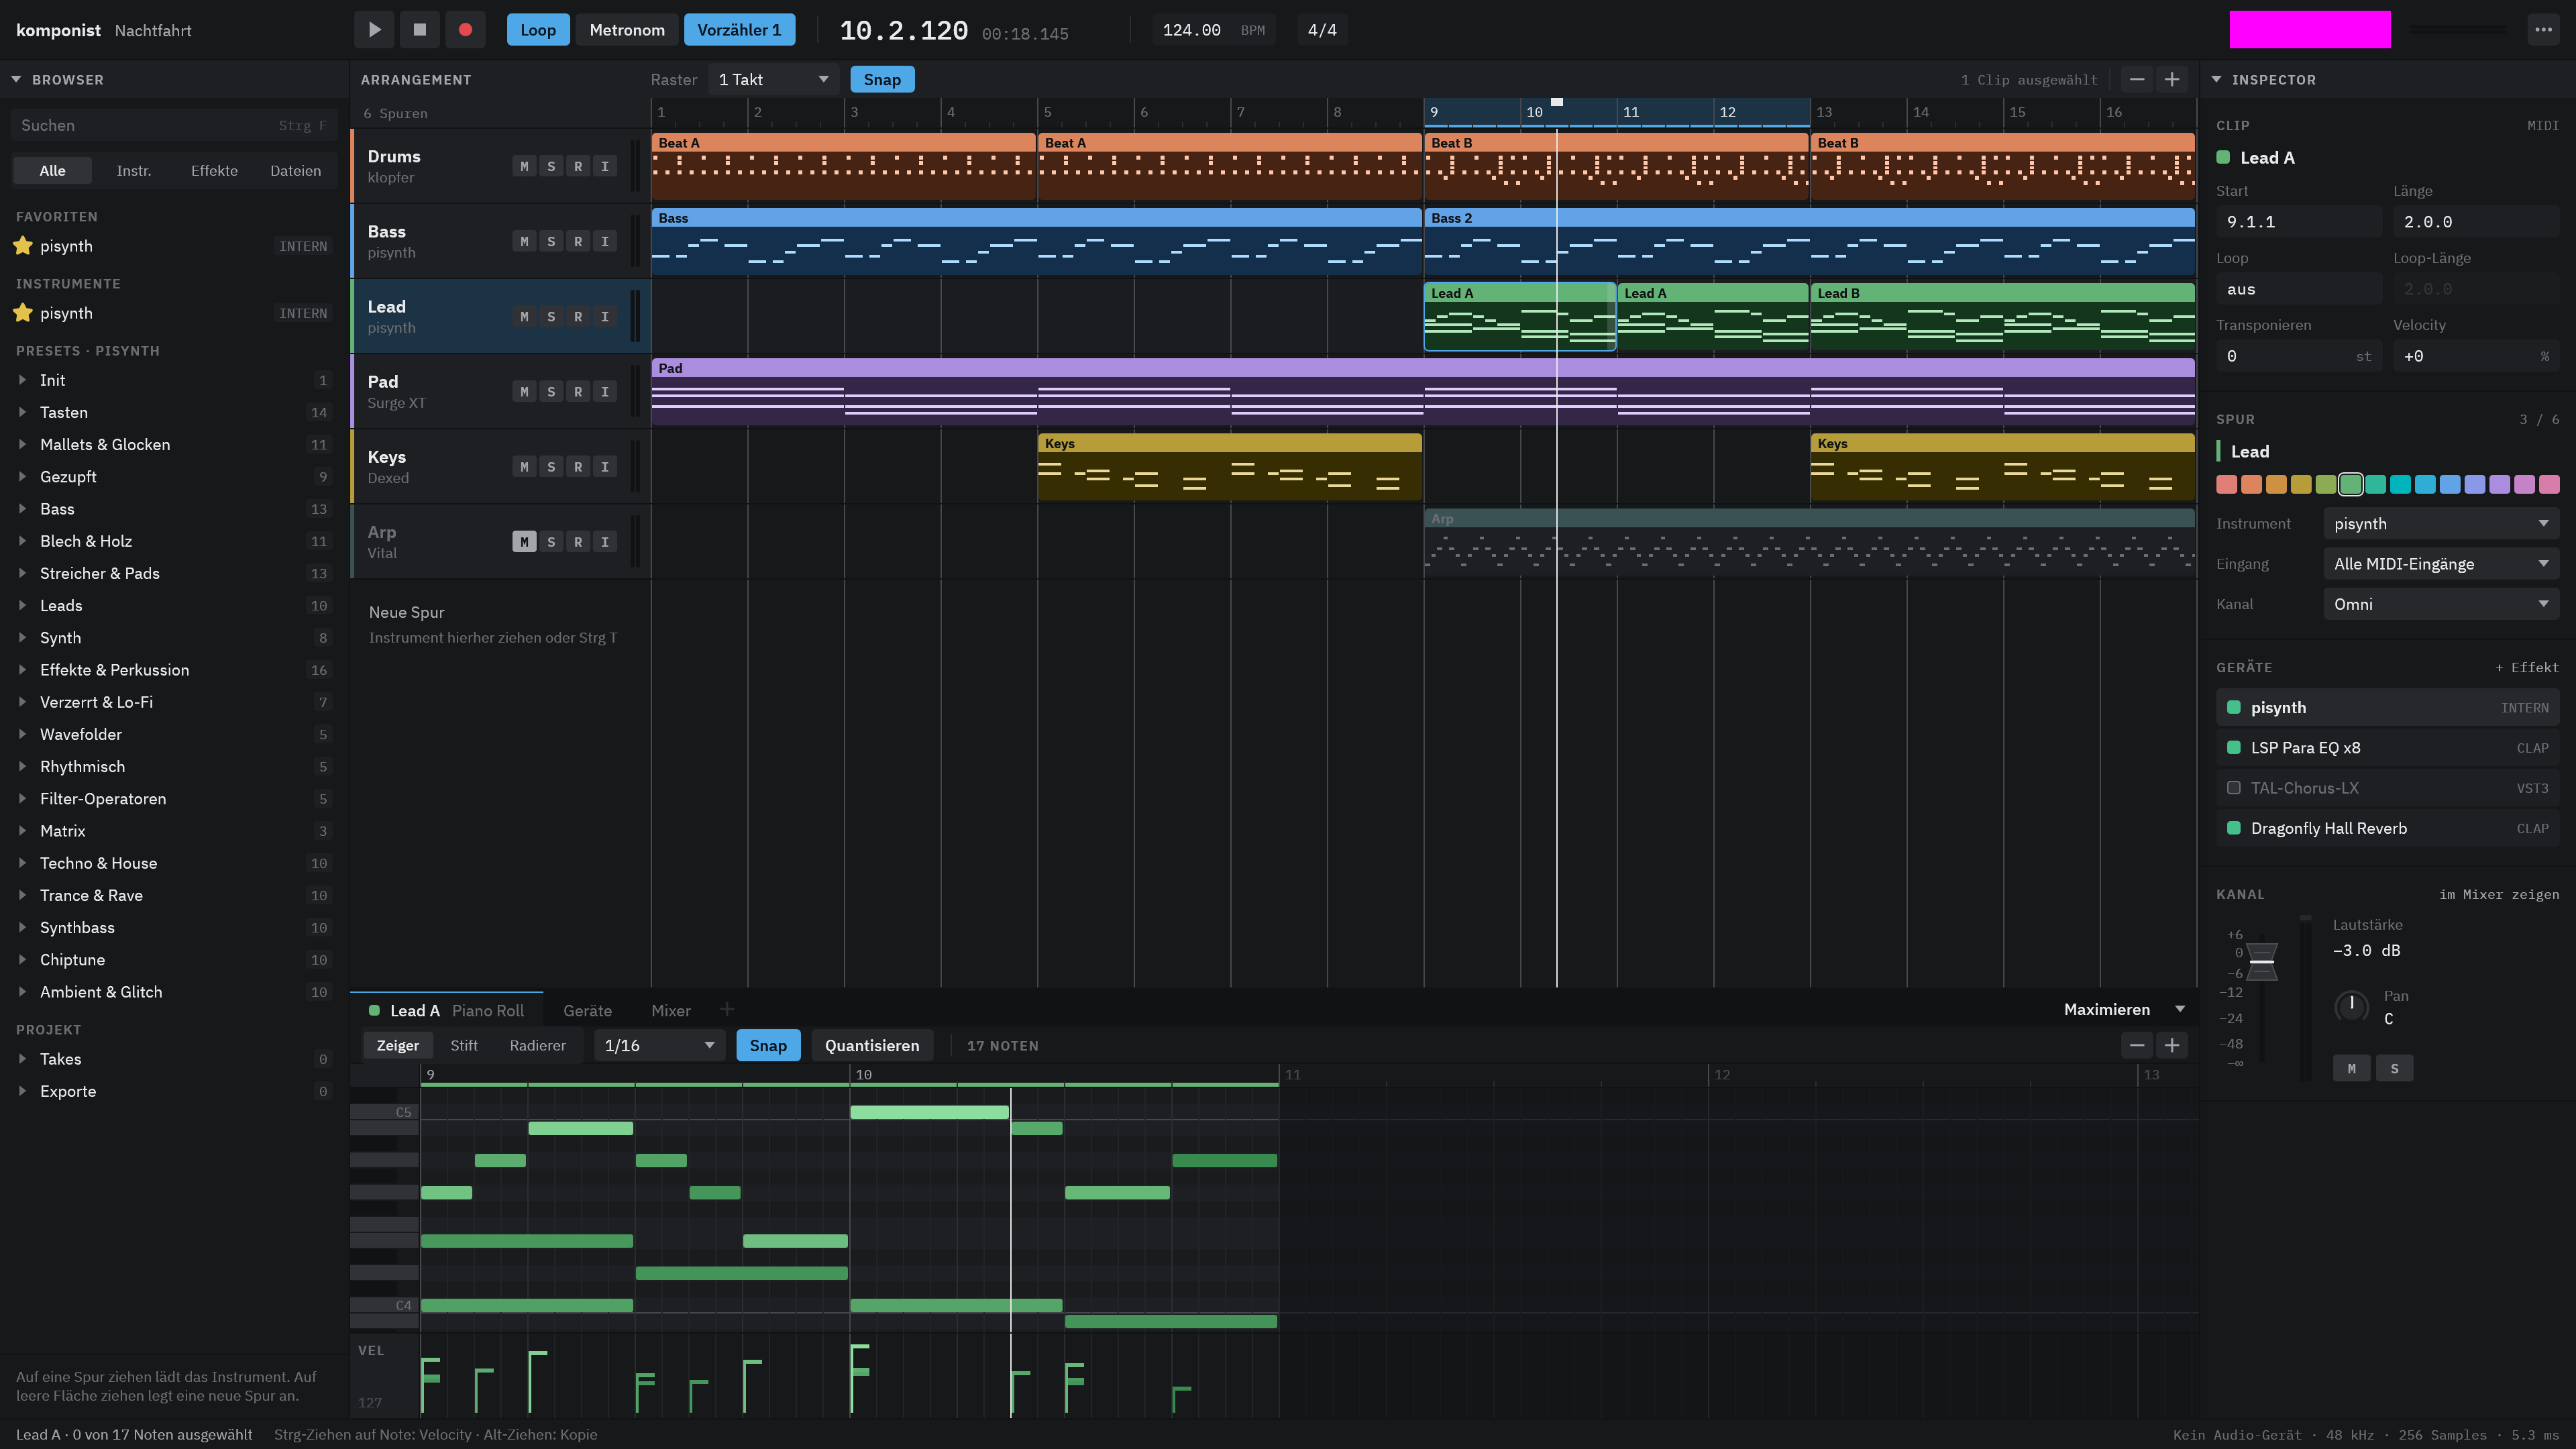 komponist Nachtfahrt
Loop Metronom Vorzähler 1 10.2.120 00:18.145 124.00 BPM 4/4
BROWSER
Suchen Strg F
Alle Instr. Effekte Dateien
FAVORITEN
pisynth INTERN
INSTRUMENTE
pisynth INTERN
PRESETS · PISYNTH
Init 1
Tasten 14
Mallets & Glocken 11
Gezupft 9
Bass 13
Blech & Holz 11
Streicher & Pads 13
Leads 10
Synth 8
Effekte & Perkussion 16
Verzerrt & Lo-Fi 7
Wavefolder 5
Rhythmisch 5
Filter-Operatoren 5
Matrix 3
Techno & House 10
Trance & Rave 10
Synthbass 10
Chiptune 10
Ambient & Glitch 10
PROJEKT
Takes 0
Exporte 0
Auf eine Spur ziehen lädt das Instrument. Auf
leere Fläche ziehen legt eine neue Spur an.
ARRANGEMENT Raster 1 Takt Snap 1 Clip ausgewählt
6 Spuren 1 2 3 4 5 6 7 8 9 10 11 12 13 14 15 16
Drums
klopfer
M S R I
Beat A Beat A Beat B Beat B
Bass
pisynth
M S R I
Bass Bass 2
Lead
pisynth
M S R I
Lead A Lead A Lead B
Pad
Surge XT
M S R I
Pad
Keys
Dexed
M S R I
Keys Keys
Arp
Vital
M S R I
Arp
Neue Spur
Instrument hierher ziehen oder Strg T
Lead A Piano Roll Geräte Mixer Maximieren
Zeiger Stift Radierer 1/16 Snap Quantisieren 17 NOTEN
9 10 11 12 13
C5
C4
VEL
127
INSPECTOR
CLIP MIDI
Lead A
Start Länge
9.1.1 2.0.0
Loop Loop-Länge
aus 2.0.0
Transponieren Velocity
0 st +0 %
SPUR 3 / 6
Lead
Instrument pisynth
Eingang Alle MIDI-Eingänge
Kanal Omni
GERÄTE + Effekt
pisynth INTERN
LSP Para EQ x8 CLAP
TAL-Chorus-LX VST3
Dragonfly Hall Reverb CLAP
KANAL im Mixer zeigen
+6
0
−6
−12
−24
−48
−∞
Lautstärke
−3.0 dB
Pan
C
M S
Lead A · 0 von 17 Noten ausgewählt Strg-Ziehen auf Note: Velocity · Alt-Ziehen: Kopie
Kein Audio-Gerät · 48 kHz · 256 Samples · 5.3 ms